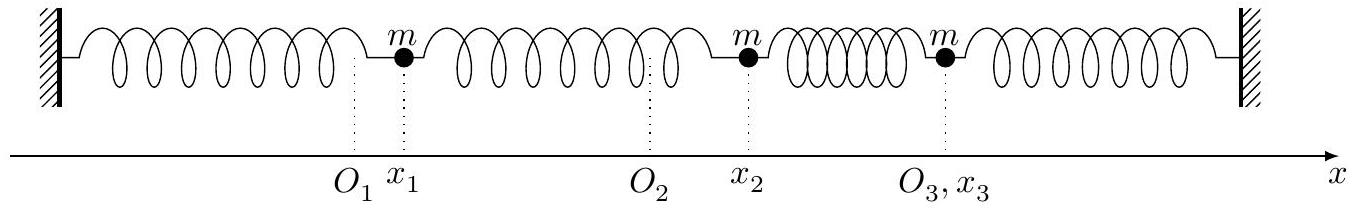 m m m
O₁ x₁ O₂ x₂ O₃, x₃ x